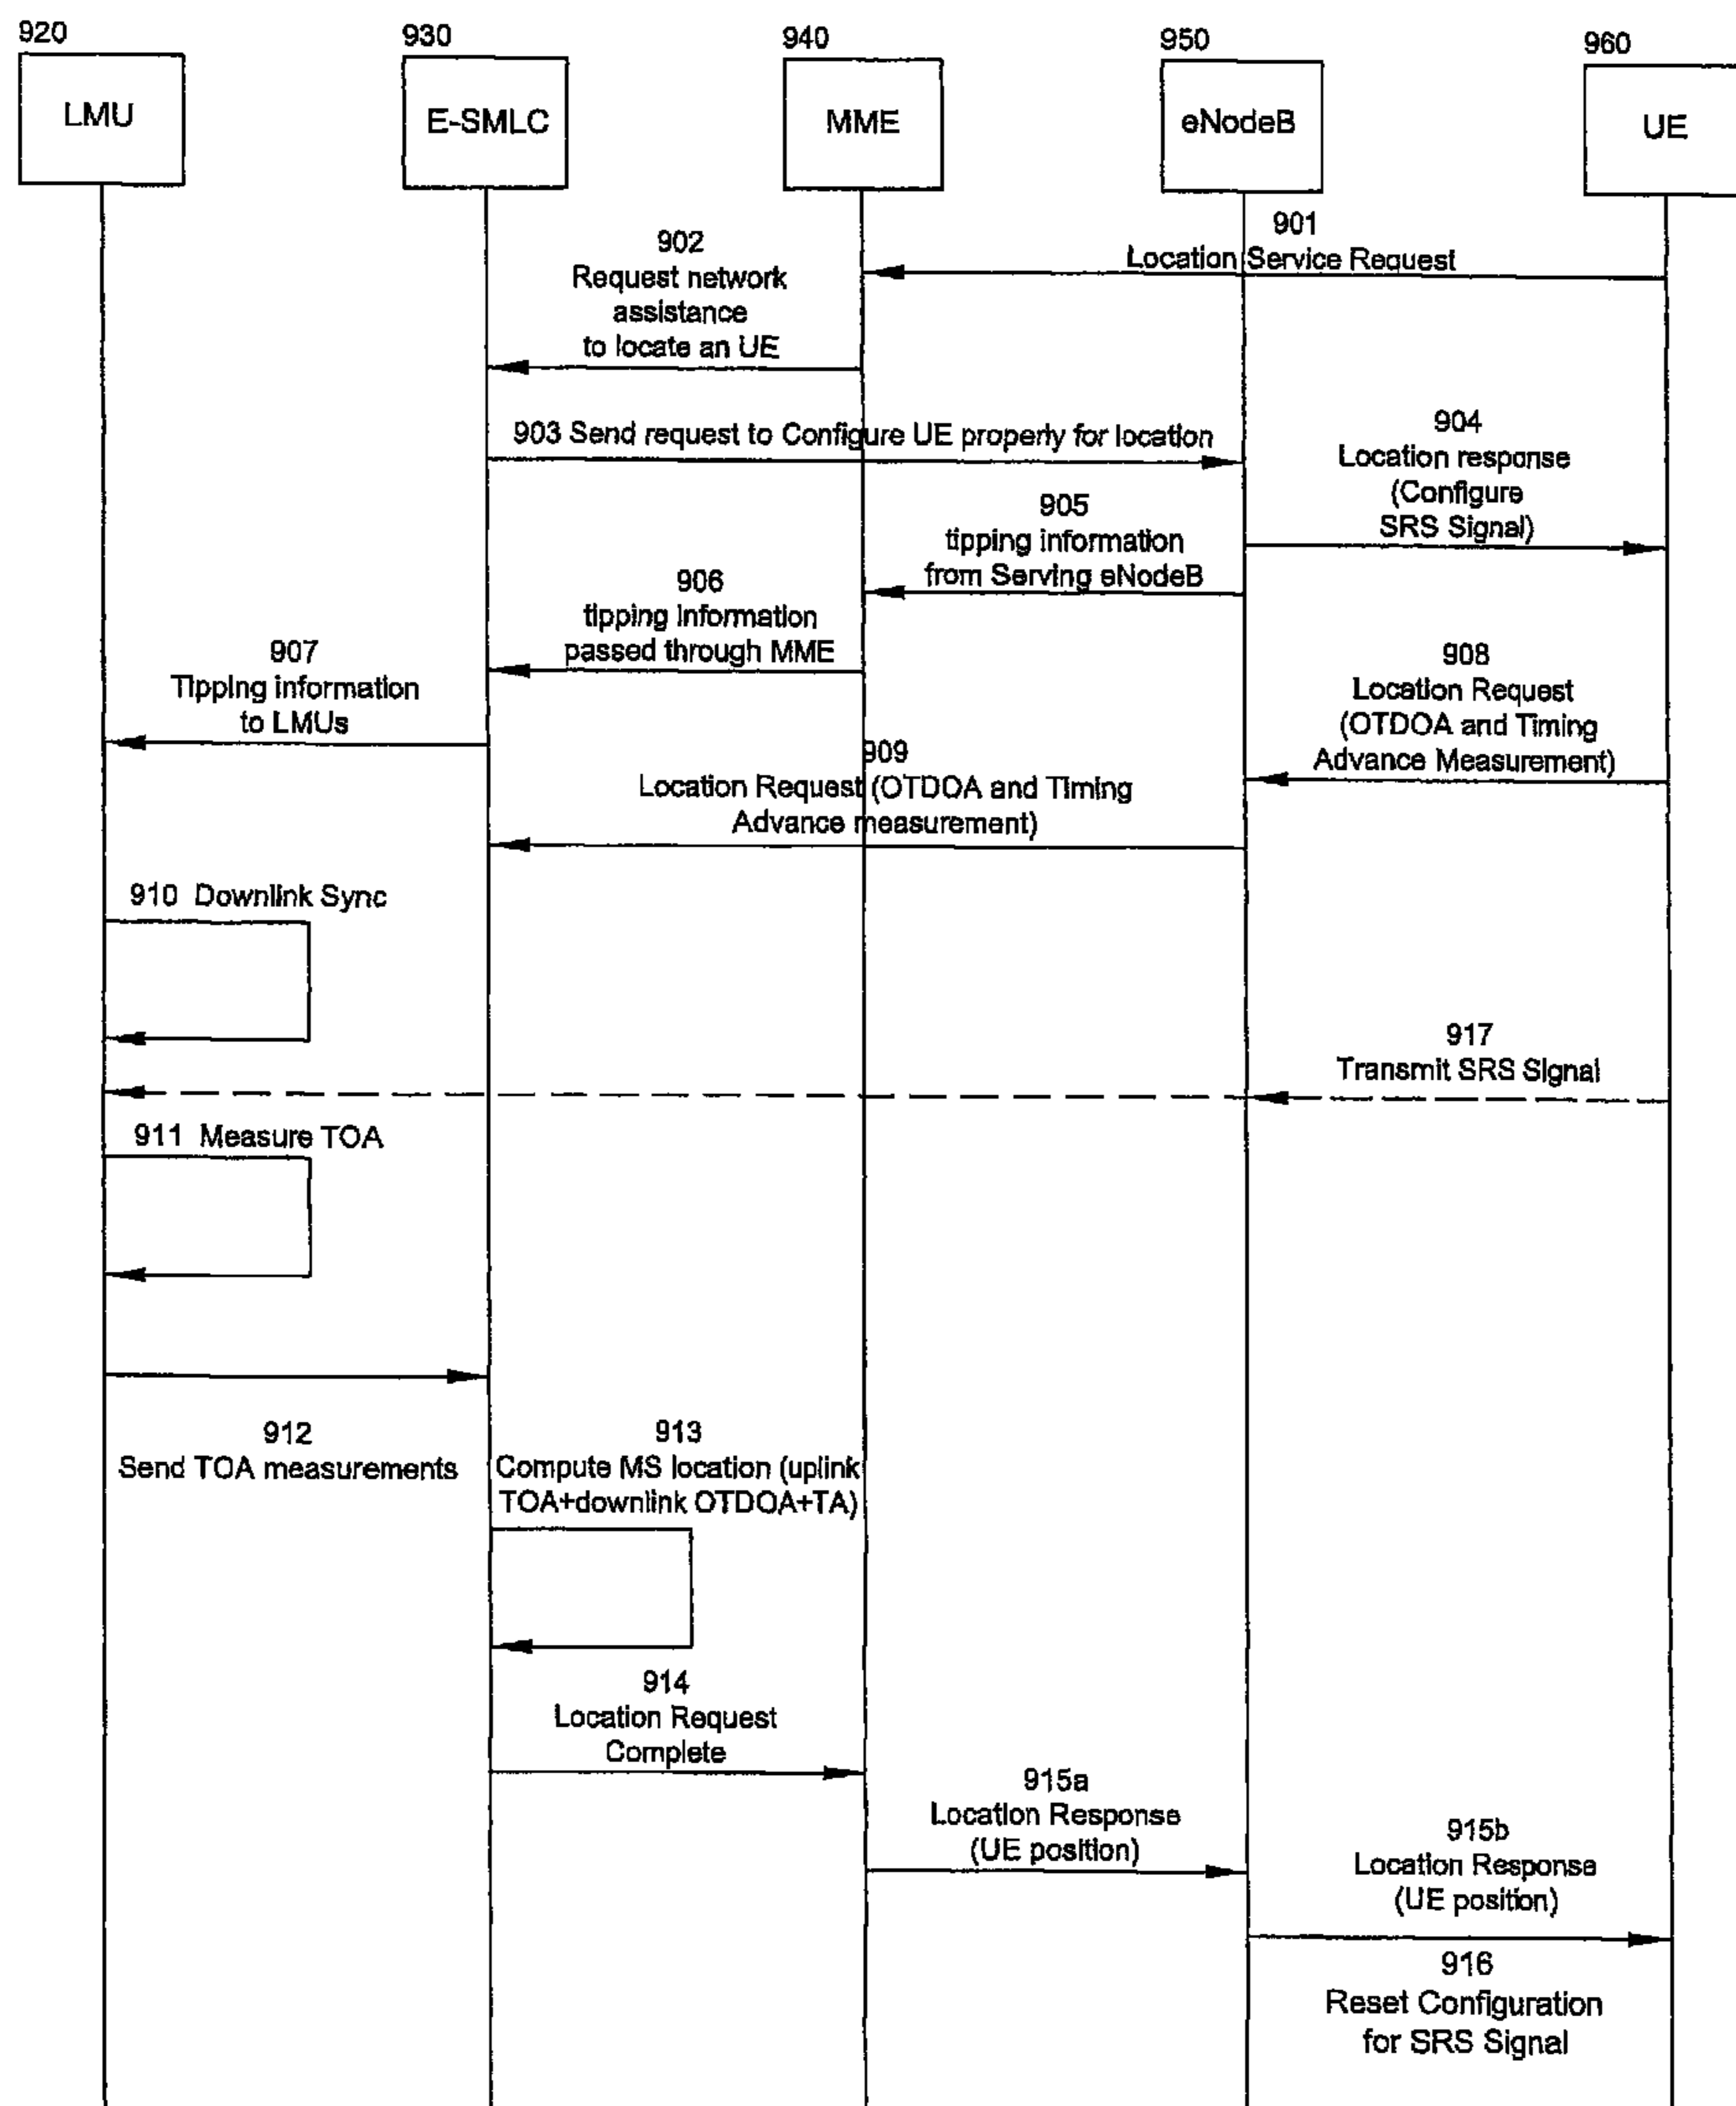 920
930
940
950
960
LMU
E-SMLC
MME
eNodeB
UE
901
Location Service Request
902
Request network
assistance
to locate an UE
903 Send request to Configure UE properly for location
904
Location response
(Configure
SRS Signal)
905
tipping information
from Serving eNodeB
906
tipping information
passed through MME
907
Tipping information
to LMUs
908
Location Request
(OTDOA and Timing
Advance Measurement)
909
Location Request (OTDOA and Timing
Advance measurement)
910 Downlink Sync
917
Transmit SRS Signal
911 Measure TOA
912
Send TOA measurements
913
Compute MS location (uplink
TOA+downlink OTDOA+TA)
914
Location Request
Complete
915a
Location Response
(UE position)
915b
Location Response
(UE position)
916
Reset Configuration
for SRS Signal